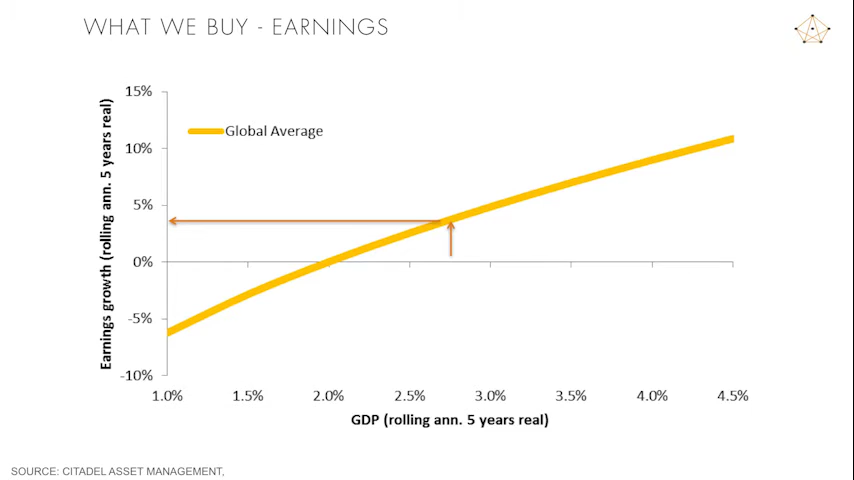 WHAT WE BUY - EARNINGS
15%
10%
5%
0%
-5%
-10%
Earnings growth (rolling ann. 5 years real)
Global Average
1.0% 1.5% 2.0% 2.5% 3.0% 3.5% 4.0% 4.5%
GDP (rolling ann. 5 years real)
SOURCE: CITADEL ASSET MANAGEMENT,